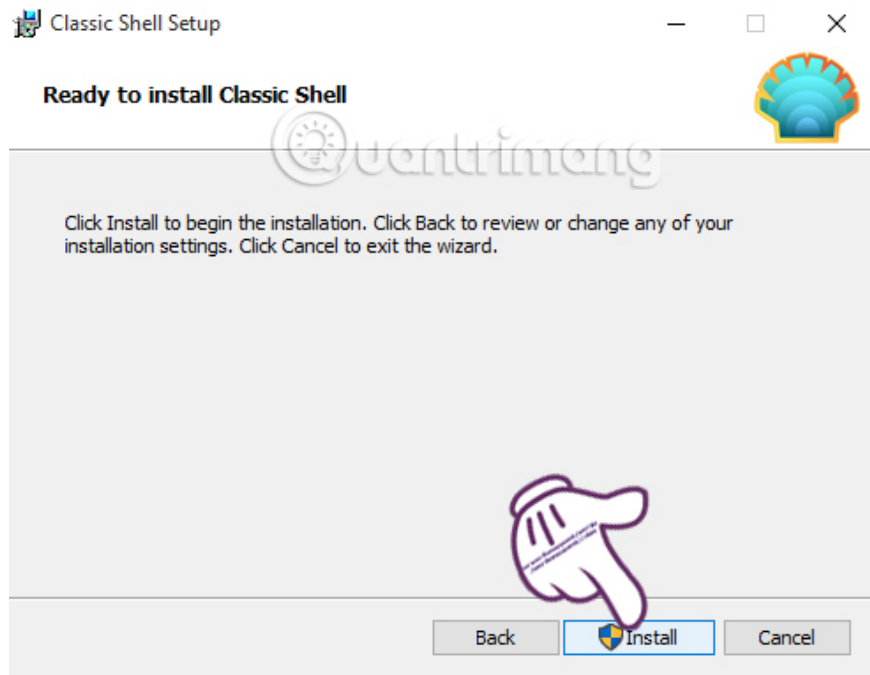 Classic Shell Setup
Ready to install Classic Shell
Quantrimang
Click Install to begin the installation. Click Back to review or change any of your
installation settings. Click Cancel to exit the wizard.
Back
Install
Cancel